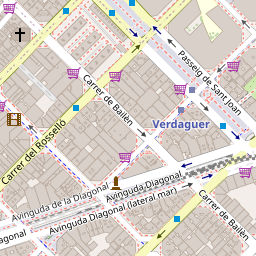 Passeig de Sant Joan
Carrer de Bailèn
Verdaguer
Carrer del Rosselló
Avinguda de la Diagonal
Avinguda Diagonal
Avinguda Diagonal (lateral mar)
Diagonal
Carrer de Bailèn